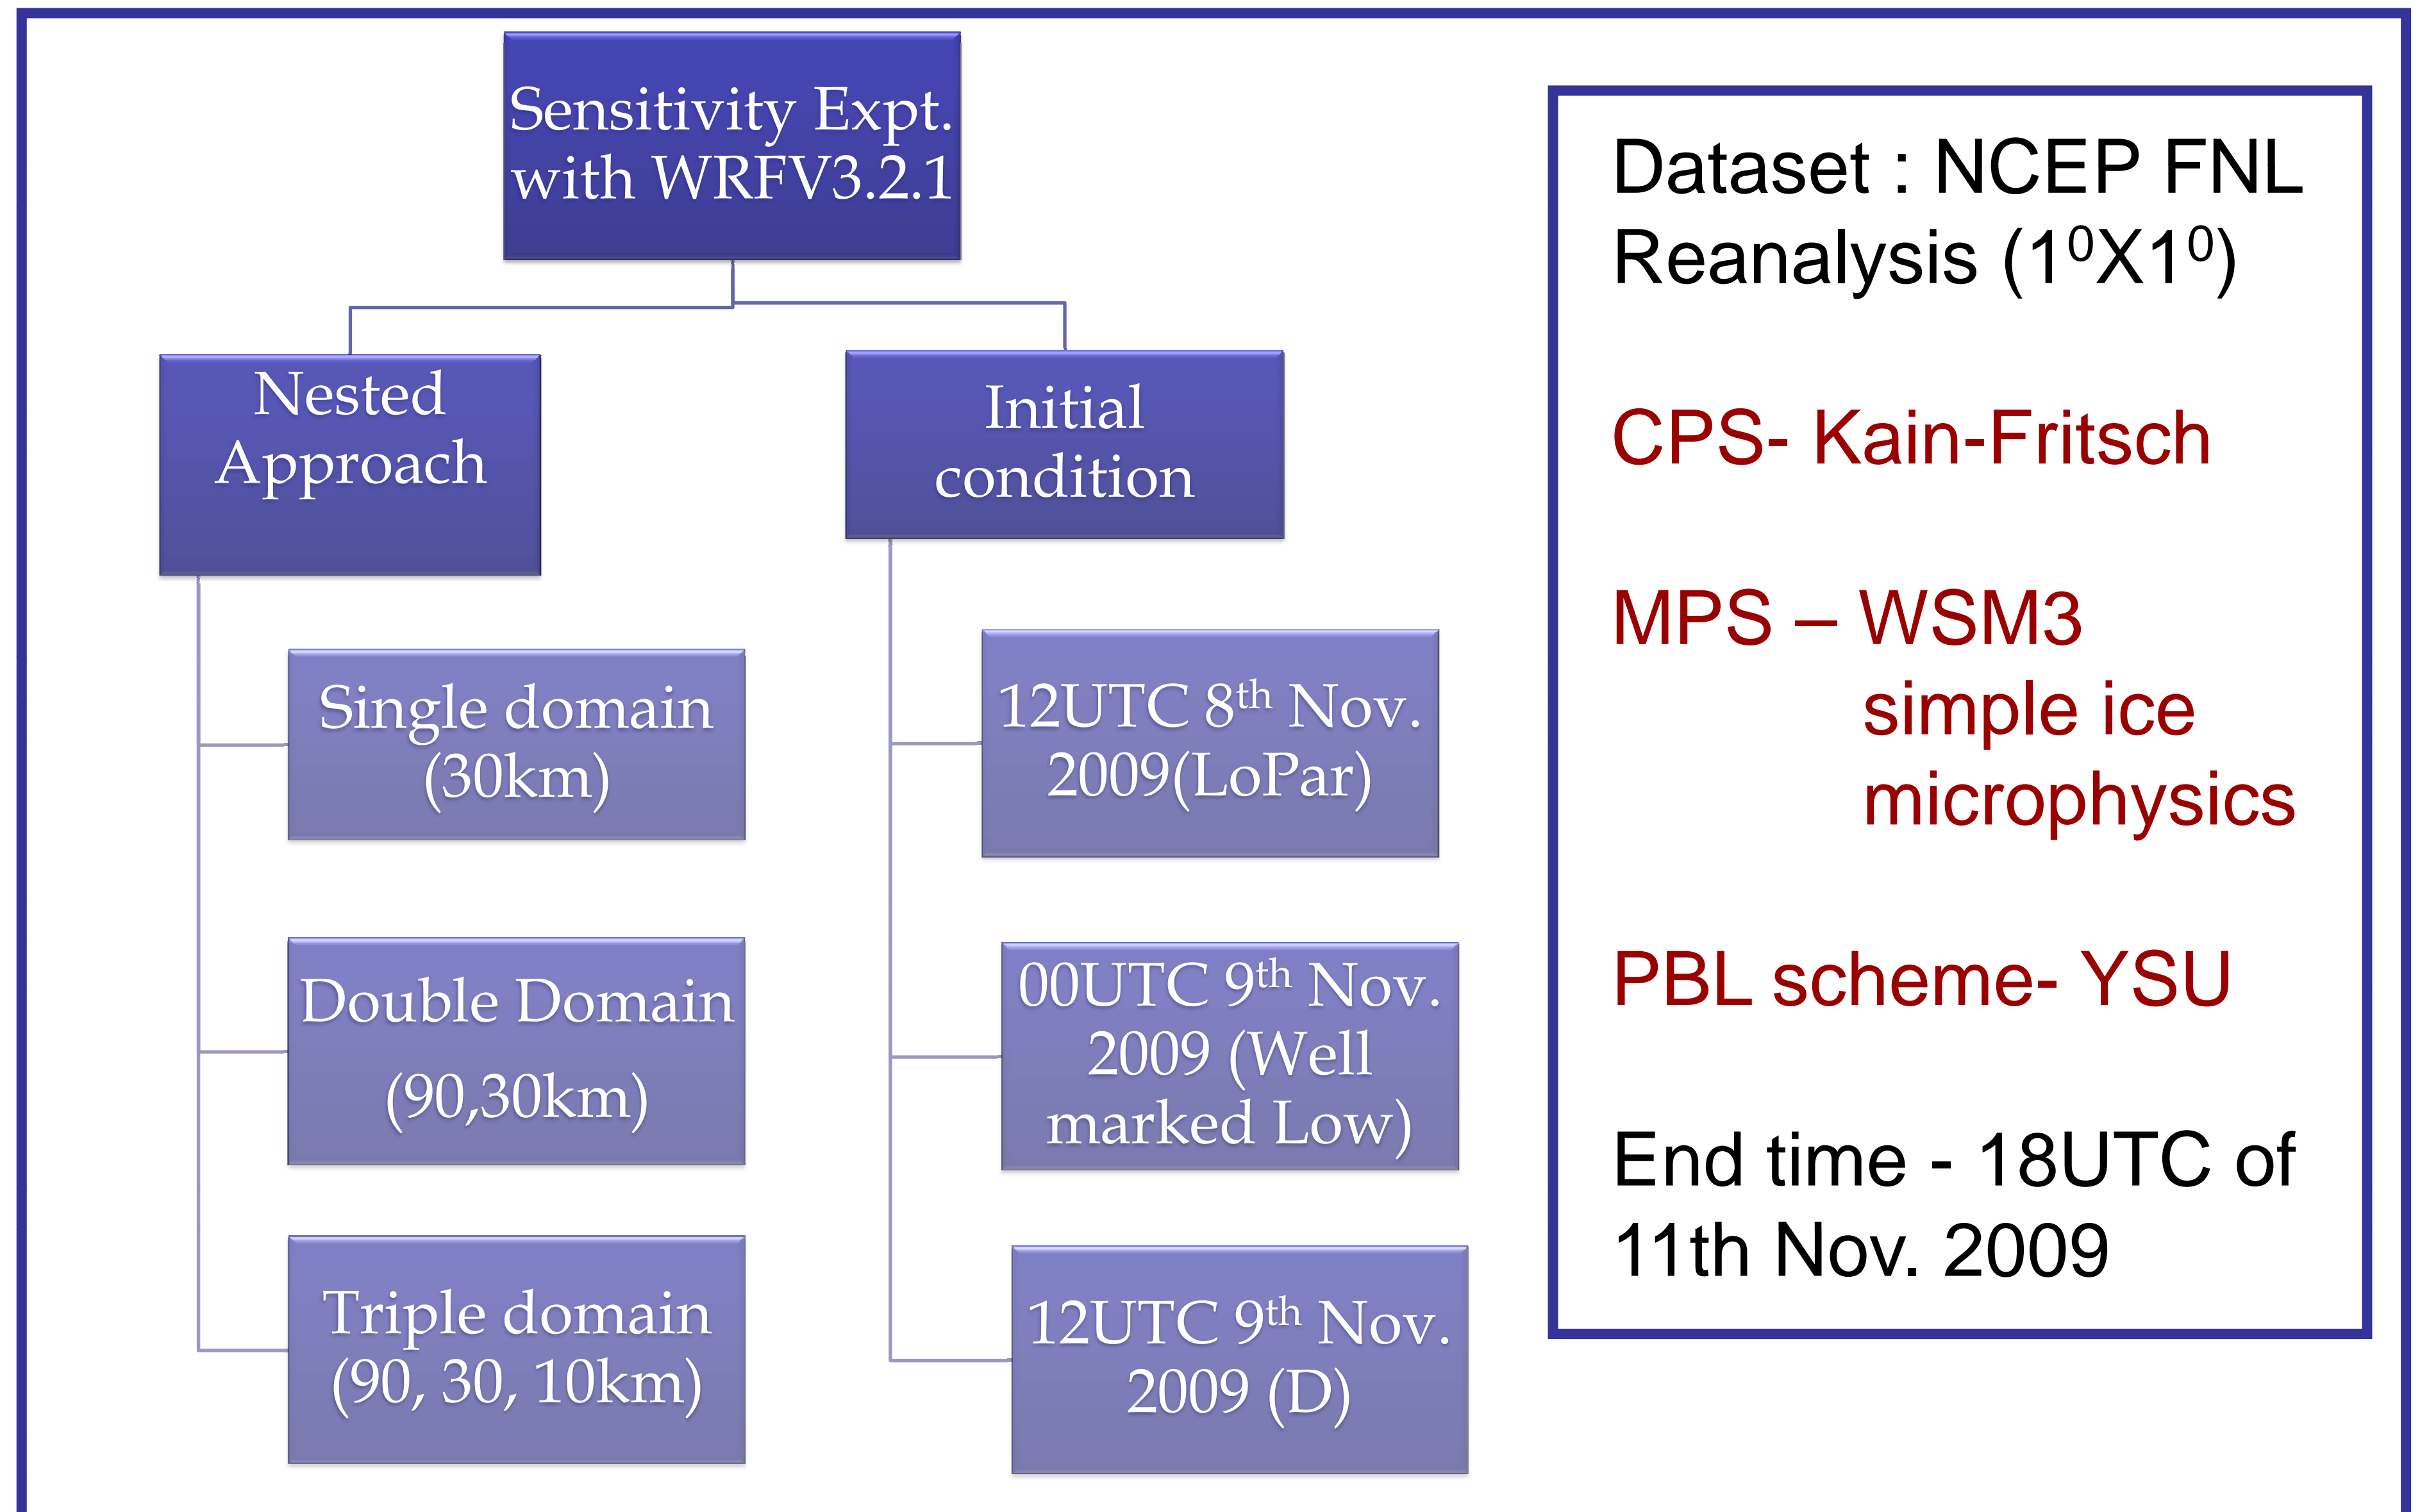 Sensitivity Expt.
with WRFV3.2.1
Nested
Approach
Single domain
(30km)
Double Domain
(90,30km)
Triple domain
(90, 30, 10km)
Initial
condition
12UTC 8th Nov.
2009(LoPar)
00UTC 9th Nov.
2009 (Well
marked Low)
12UTC 9th Nov.
2009 (D)
Dataset : NCEP FNL
Reanalysis (1⁰X1⁰)
CPS- Kain-Fritsch
MPS – WSM3
simple ice
microphysics
PBL scheme- YSU
End time - 18UTC of
11th Nov. 2009